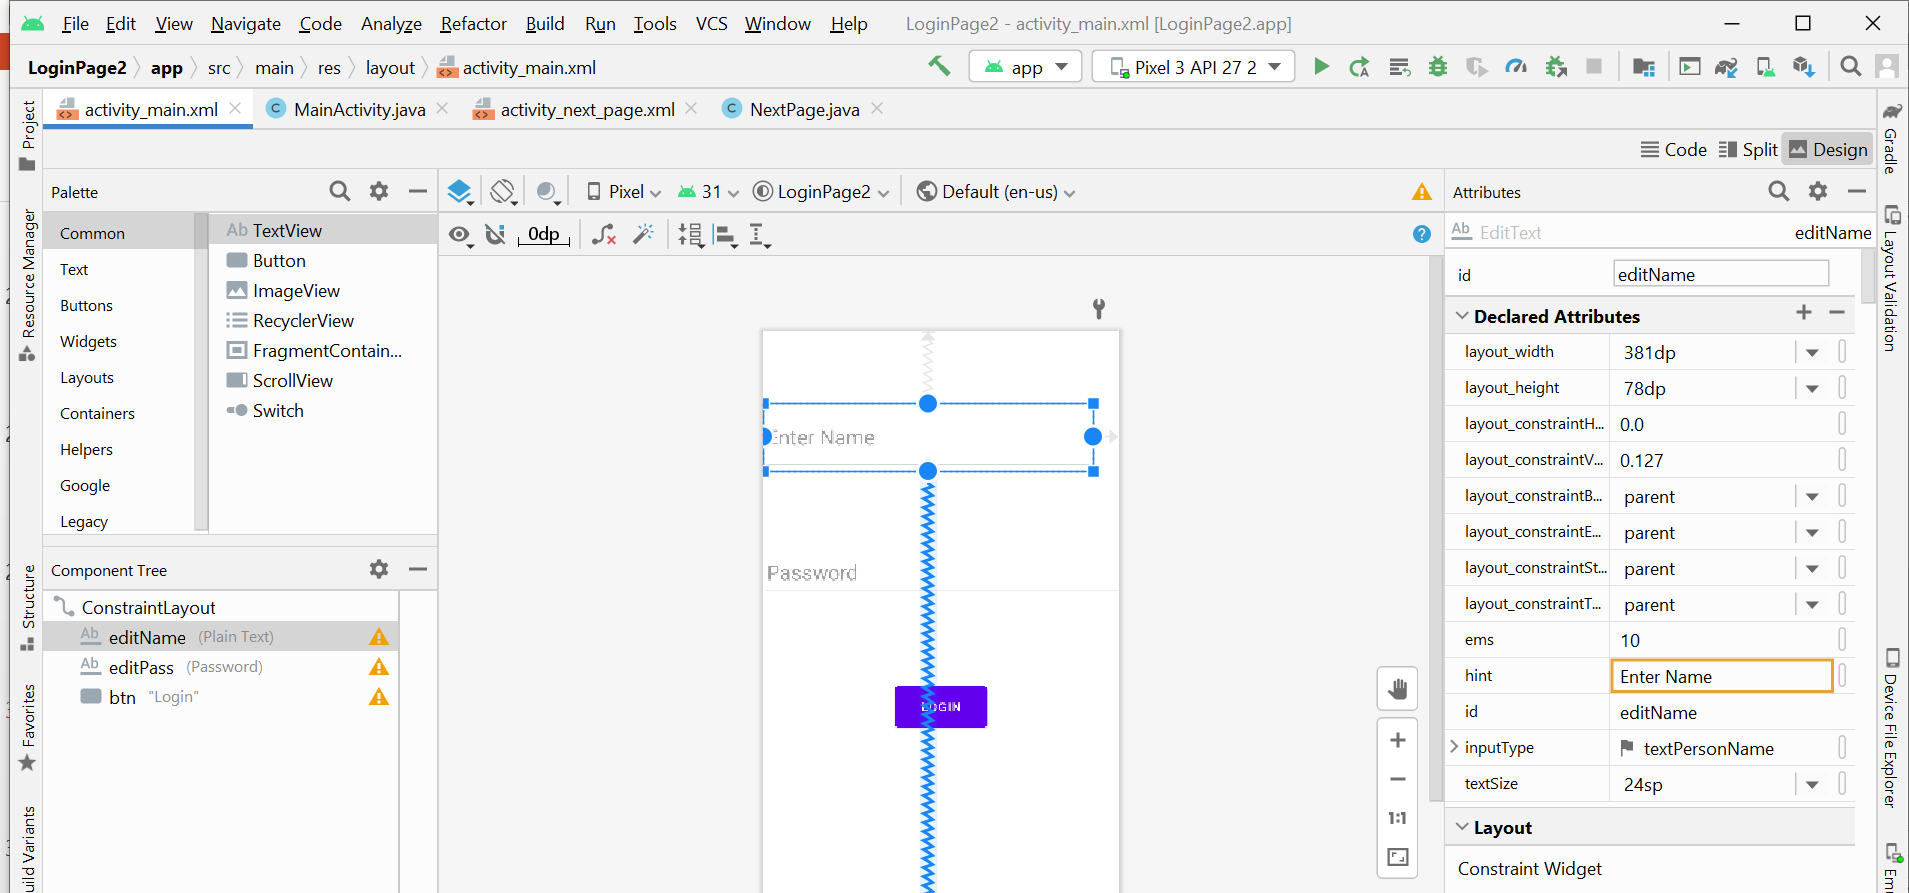 File Edit View Navigate Code Analyze Refactor Build Run Tools VCS Window Help LoginPage2 - activity_main.xml [LoginPage2.app]
LoginPage2 app src main res layout activity_main.xml app Pixel 3 API 27 2
activity_main.xml MainActivity.java activity_next_page.xml NextPage.java
Code Split Design
Palette
Pixel 31 LoginPage2 Default (en-us)
Attributes
0dp
Common
Text
Buttons
Widgets
Layouts
Containers
Helpers
Google
Legacy
Ab TextView
Button
ImageView
RecyclerView
FragmentContain...
ScrollView
Switch
Component Tree
ConstraintLayout
Ab editName (Plain Text)
Ab editPass (Password)
btn "Login"
Enter Name
Password
LOGIN
1:1
Ab EditText editName
id editName
Declared Attributes
layout_width 381dp
layout_height 78dp
layout_constraintH... 0.0
layout_constraintV... 0.127
layout_constraintB... parent
layout_constraintE... parent
layout_constraintSt... parent
layout_constraintT... parent
ems 10
hint Enter Name
id editName
inputType textPersonName
textSize 24sp
Layout
Constraint Widget
Project
Resource Manager
Structure
Favorites
Gradle
Layout Validation
Device File Explorer